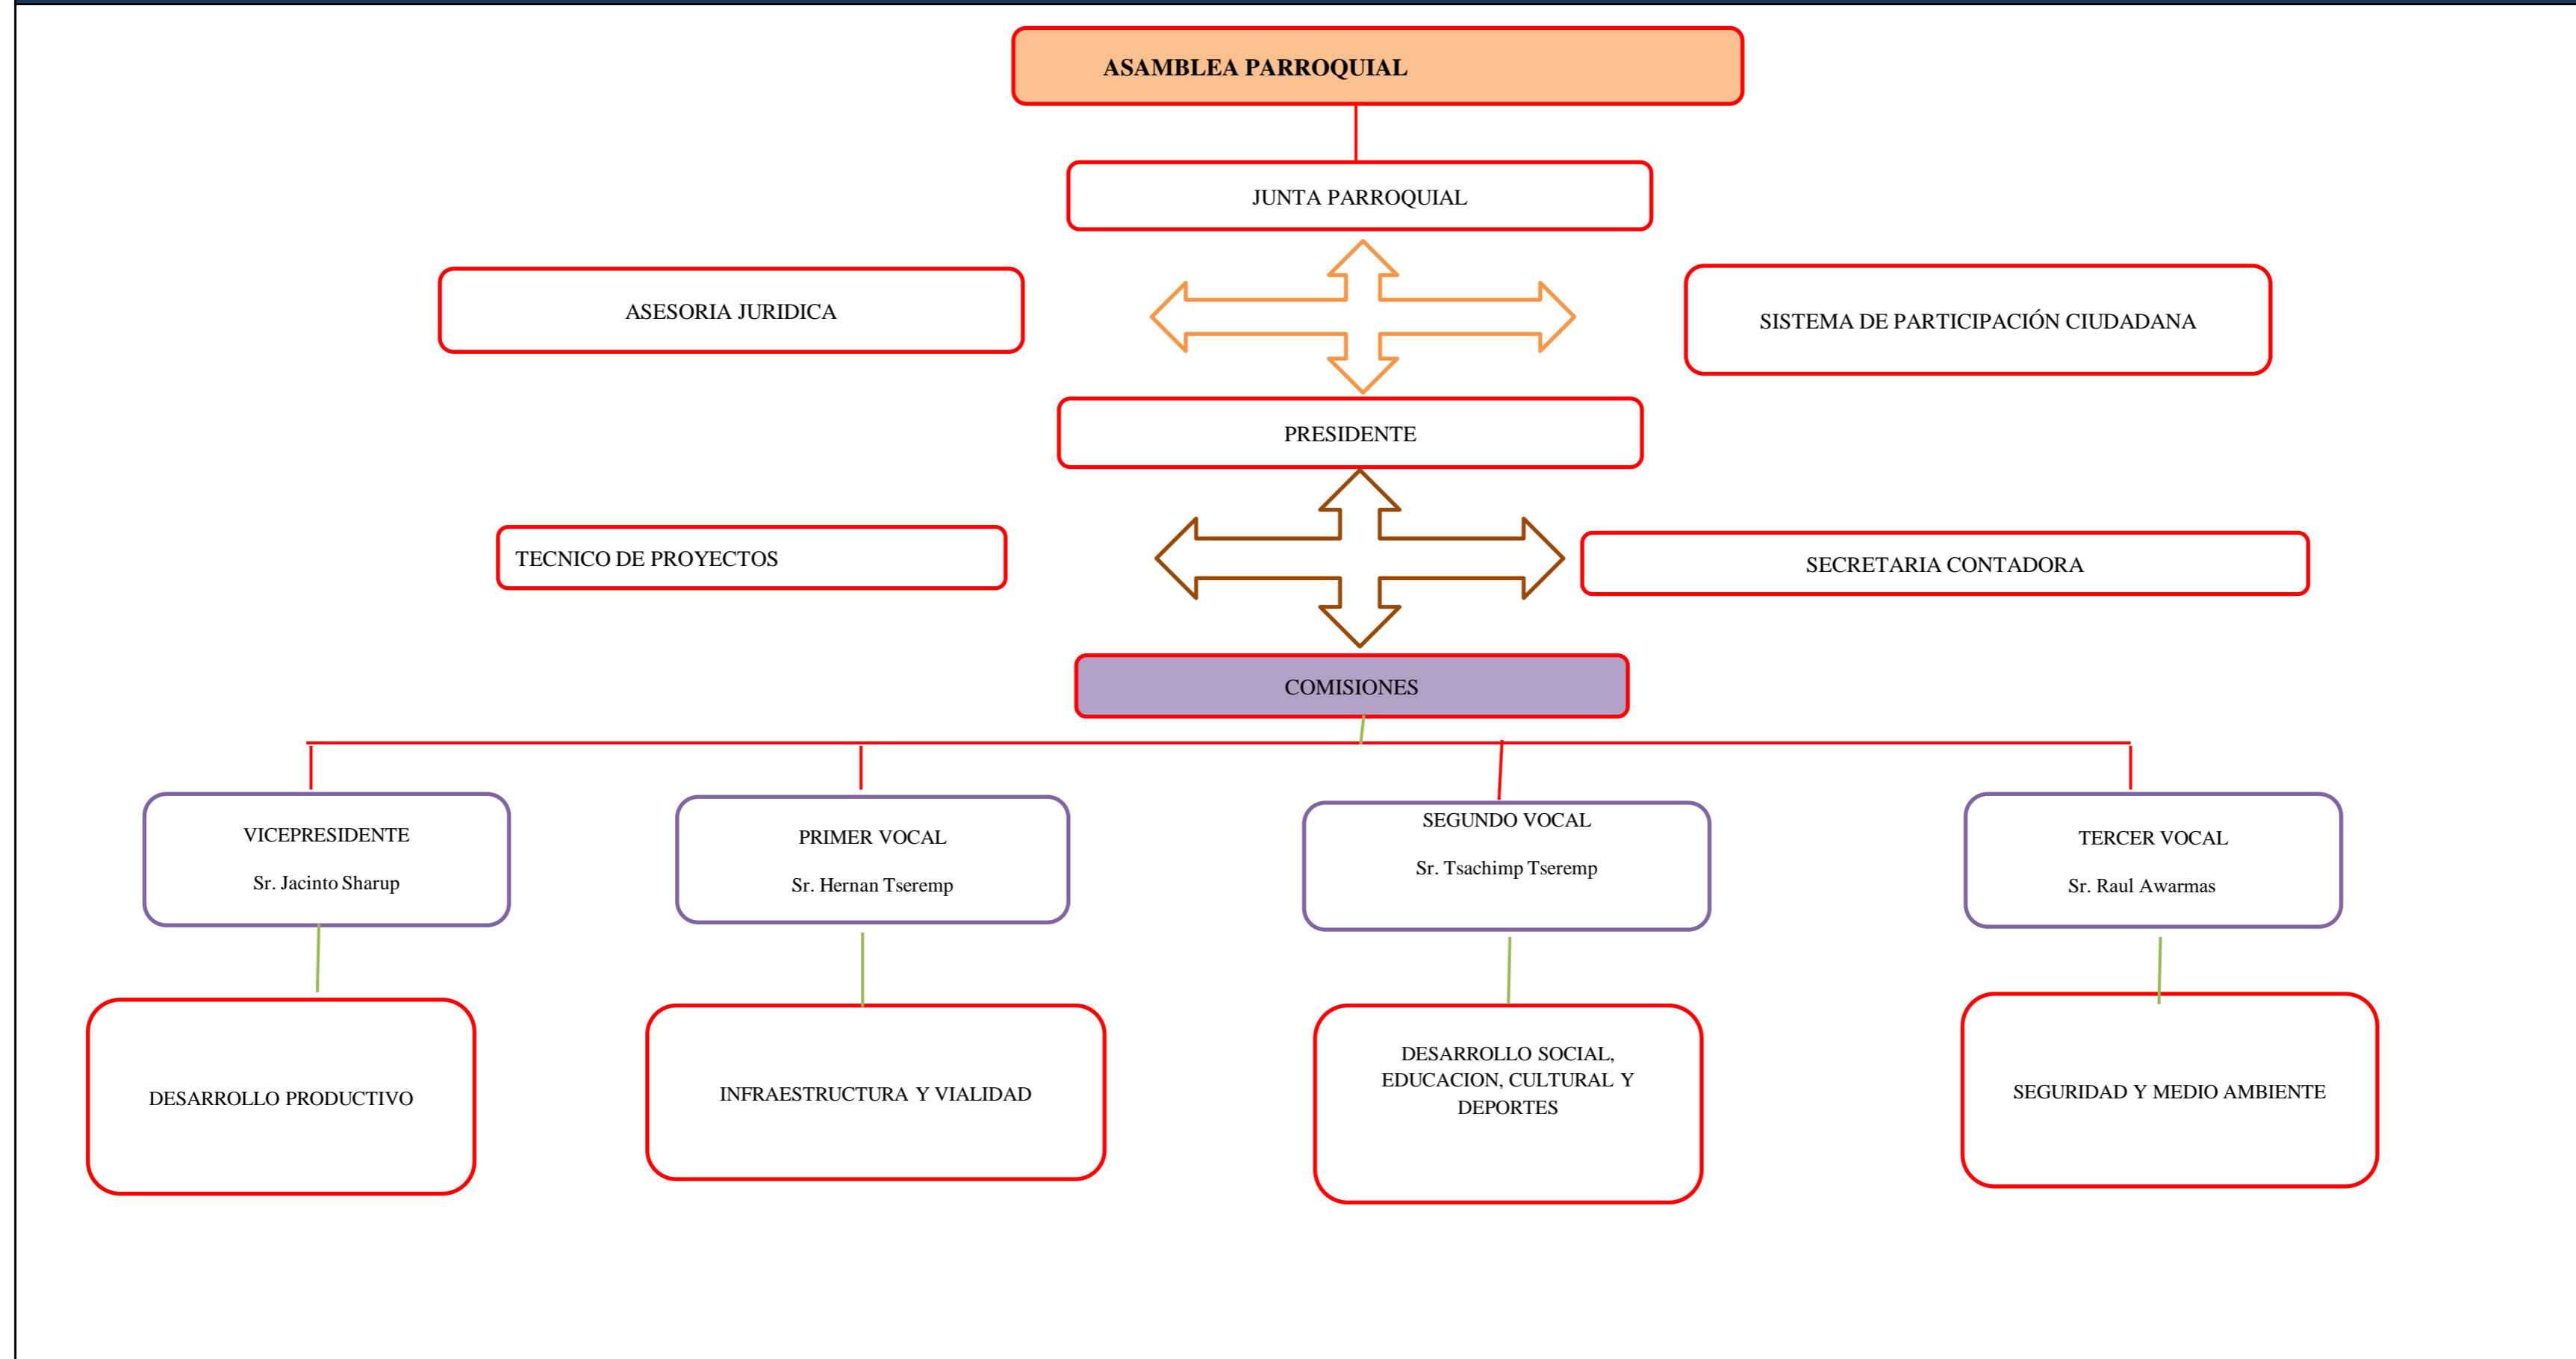 ASAMBLEA PARROQUIAL
JUNTA PARROQUIAL
ASESORIA JURIDICA
SISTEMA DE PARTICIPACIÓN CIUDADANA
PRESIDENTE
TECNICO DE PROYECTOS
SECRETARIA CONTADORA
COMISIONES
VICEPRESIDENTE
Sr. Jacinto Sharup
PRIMER VOCAL
Sr. Hernan Tseremp
SEGUNDO VOCAL
Sr. Tsachimp Tseremp
TERCER VOCAL
Sr. Raul Awarmas
DESARROLLO PRODUCTIVO
INFRAESTRUCTURA Y VIALIDAD
DESARROLLO SOCIAL,
EDUCACION, CULTURAL Y
DEPORTES
SEGURIDAD Y MEDIO AMBIENTE